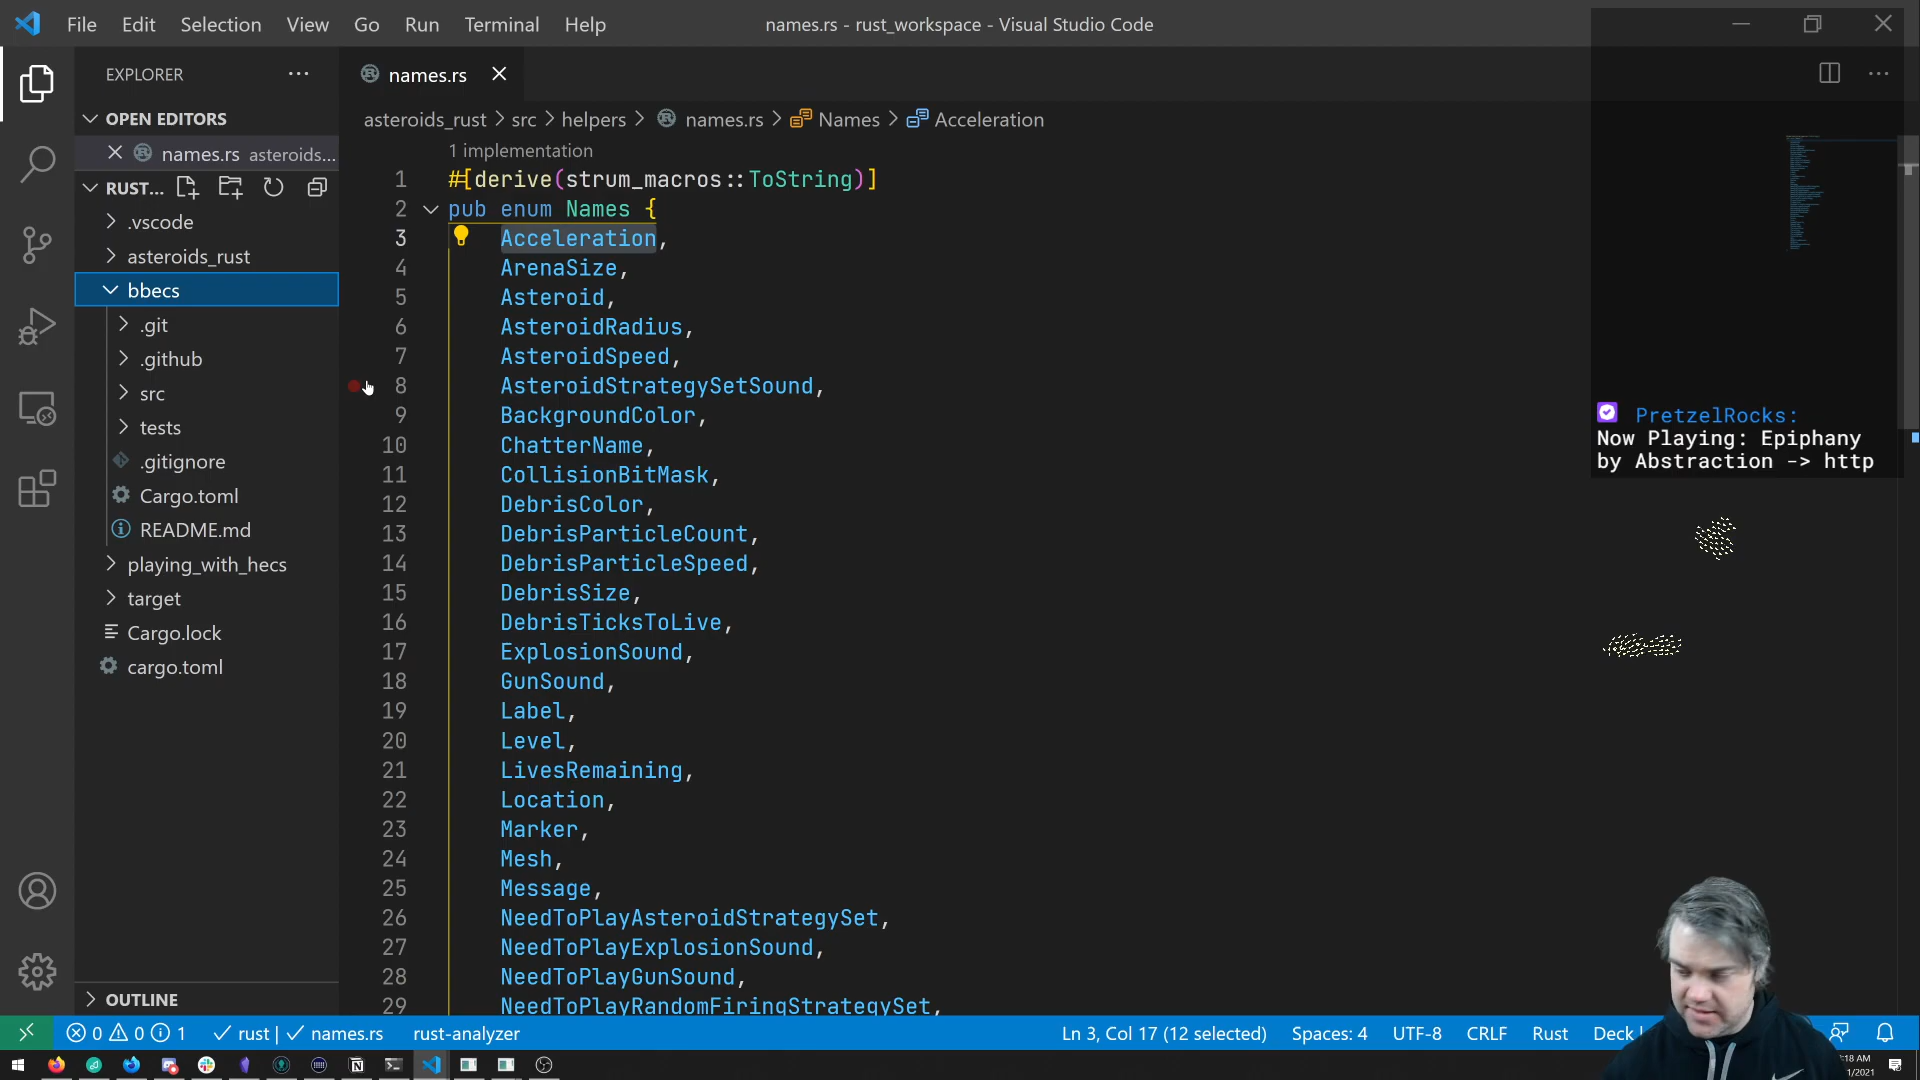 File Edit Selection View Go Run Terminal Help
names.rs - rust_workspace - Visual Studio Code
EXPLORER
names.rs
OPEN EDITORS
names.rs asteroids...
RUST...
.vscode
asteroids_rust
bbecs
.git
.github
src
tests
.gitignore
Cargo.toml
README.md
playing_with_hecs
target
Cargo.lock
cargo.toml
OUTLINE
asteroids_rust > src > helpers > names.rs > Names > Acceleration
1 implementation
1 #[derive(strum_macros::ToString)]
2 pub enum Names {
3 Acceleration,
4 ArenaSize,
5 Asteroid,
6 AsteroidRadius,
7 AsteroidSpeed,
8 AsteroidStrategySetSound,
9 BackgroundColor,
10 ChatterName,
11 CollisionBitMask,
12 DebrisColor,
13 DebrisParticleCount,
14 DebrisParticleSpeed,
15 DebrisSize,
16 DebrisTicksToLive,
17 ExplosionSound,
18 GunSound,
19 Label,
20 Level,
21 LivesRemaining,
22 Location,
23 Marker,
24 Mesh,
25 Message,
26 NeedToPlayAsteroidStrategySet,
27 NeedToPlayExplosionSound,
28 NeedToPlayGunSound,
29 NeedToPlayRandomFiringStrategySet,
PretzelRocks:
Now Playing: Epiphany
by Abstraction -> http
0 0 1 rust | names.rs rust-analyzer
Ln 3, Col 17 (12 selected) Spaces: 4 UTF-8 CRLF Rust Deck
:18 AM
/2021